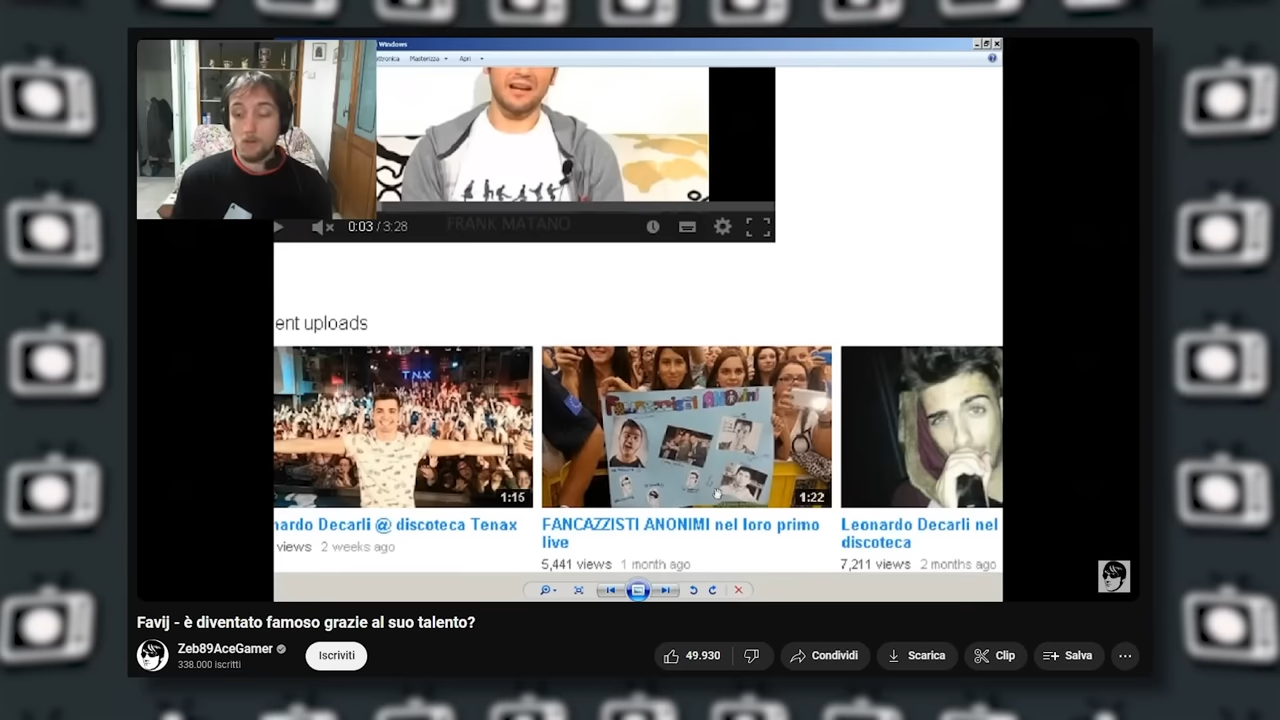 Windows
ttronica Masterizza Apri
0:03 / 3:28
FRANK MATANO
ent uploads
TNX
1:15
FANCAZZISTI ANONIMI
1:22
nardo Decarli @ discoteca Tenax
views 2 weeks ago
FANCAZZISTI ANONIMI nel loro primo
live
5,441 views 1 month ago
Leonardo Decarli nel
discoteca
7,211 views 2 months ago
Favij - è diventato famoso grazie al suo talento?
Zeb89AceGamer
338.000 iscritti
Iscriviti
49.930
Condividi
Scarica
Clip
Salva